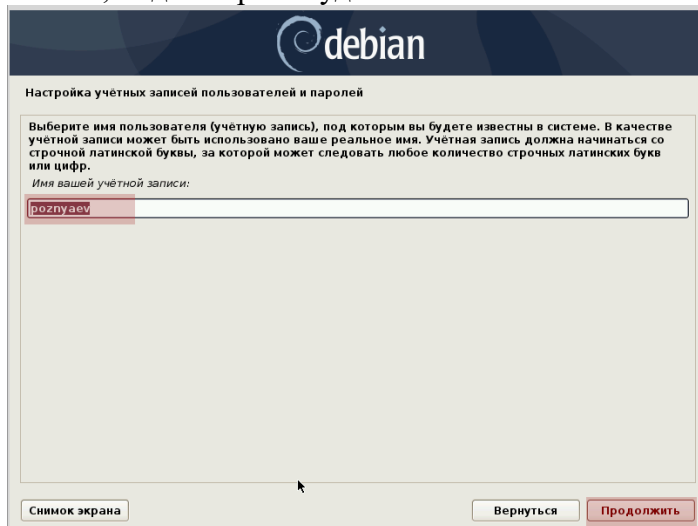 debian
Настройка учётных записей пользователей и паролей
Выберите имя пользователя (учётную запись), под которым вы будете известны в системе. В качестве
учётной записи может быть использовано ваше реальное имя. Учётная запись должна начинаться со
строчной латинской буквы, за которой может следовать любое количество строчных латинских букв
или цифр.
Имя вашей учётной записи:
poznyaev
Снимок экрана
Вернуться
Продолжить